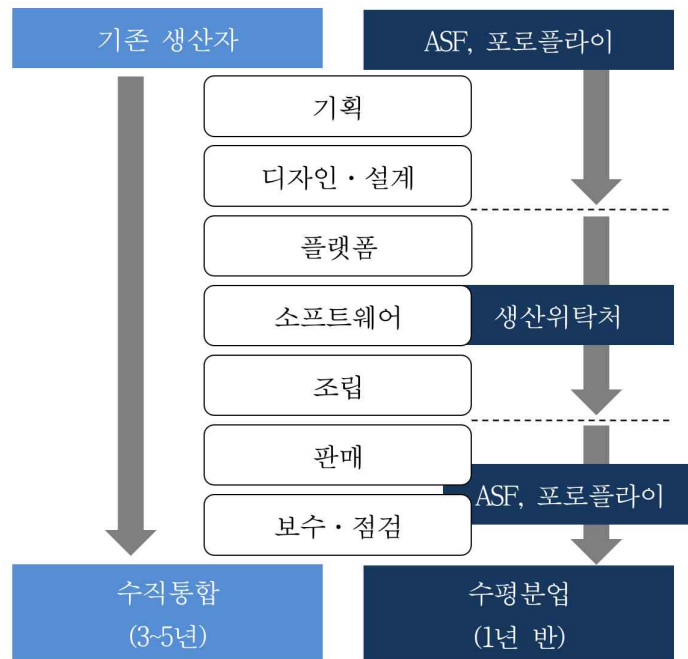 기존 생산자
ASF, 포로플라이
기획
디자인・설계
플랫폼
소프트웨어
생산위탁처
조립
판매
ASF, 포로플라이
보수・점검
수직통합
(3~5년)
수평분업
(1년 반)